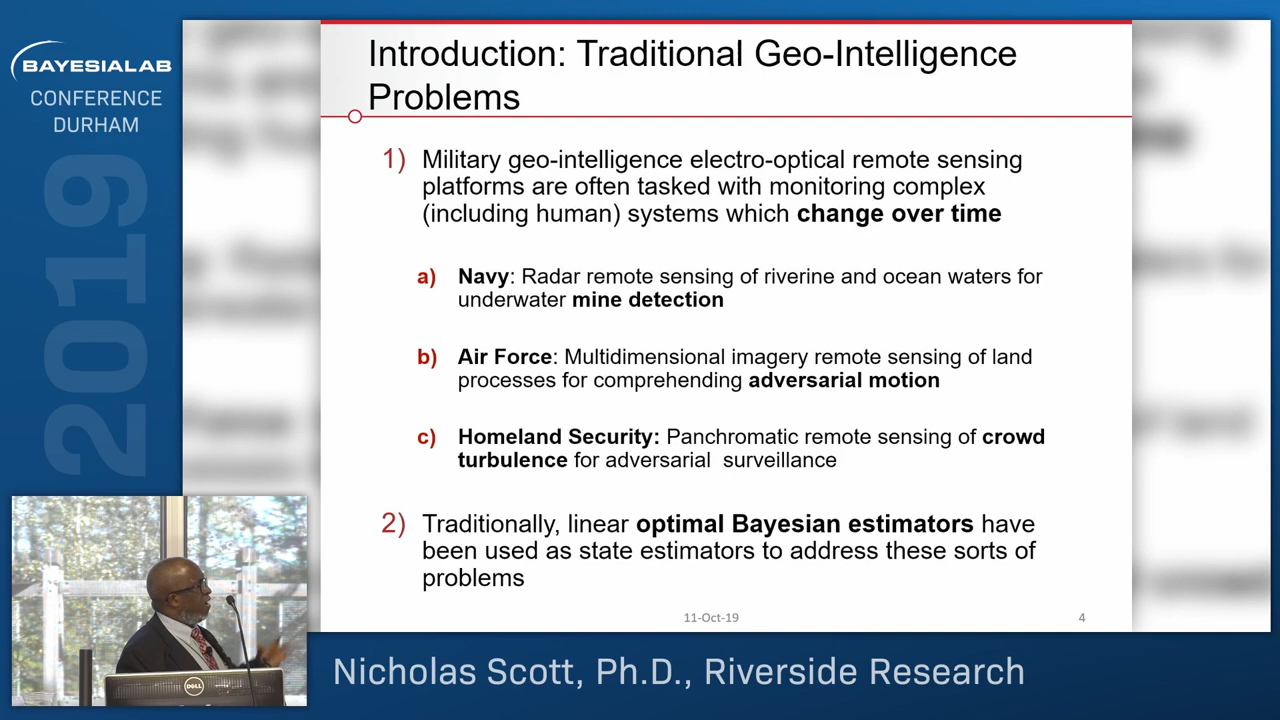 BAYESIALAB
CONFERENCE
DURHAM
2019
Introduction: Traditional Geo-Intelligence
Problems
1) Military geo-intelligence electro-optical remote sensing
platforms are often tasked with monitoring complex
(including human) systems which change over time
a) Navy: Radar remote sensing of riverine and ocean waters for
underwater mine detection
b) Air Force: Multidimensional imagery remote sensing of land
processes for comprehending adversarial motion
c) Homeland Security: Panchromatic remote sensing of crowd
turbulence for adversarial surveillance
2) Traditionally, linear optimal Bayesian estimators have
been used as state estimators to address these sorts of
problems
11-Oct-19
4
DELL
Nicholas Scott, Ph.D., Riverside Research